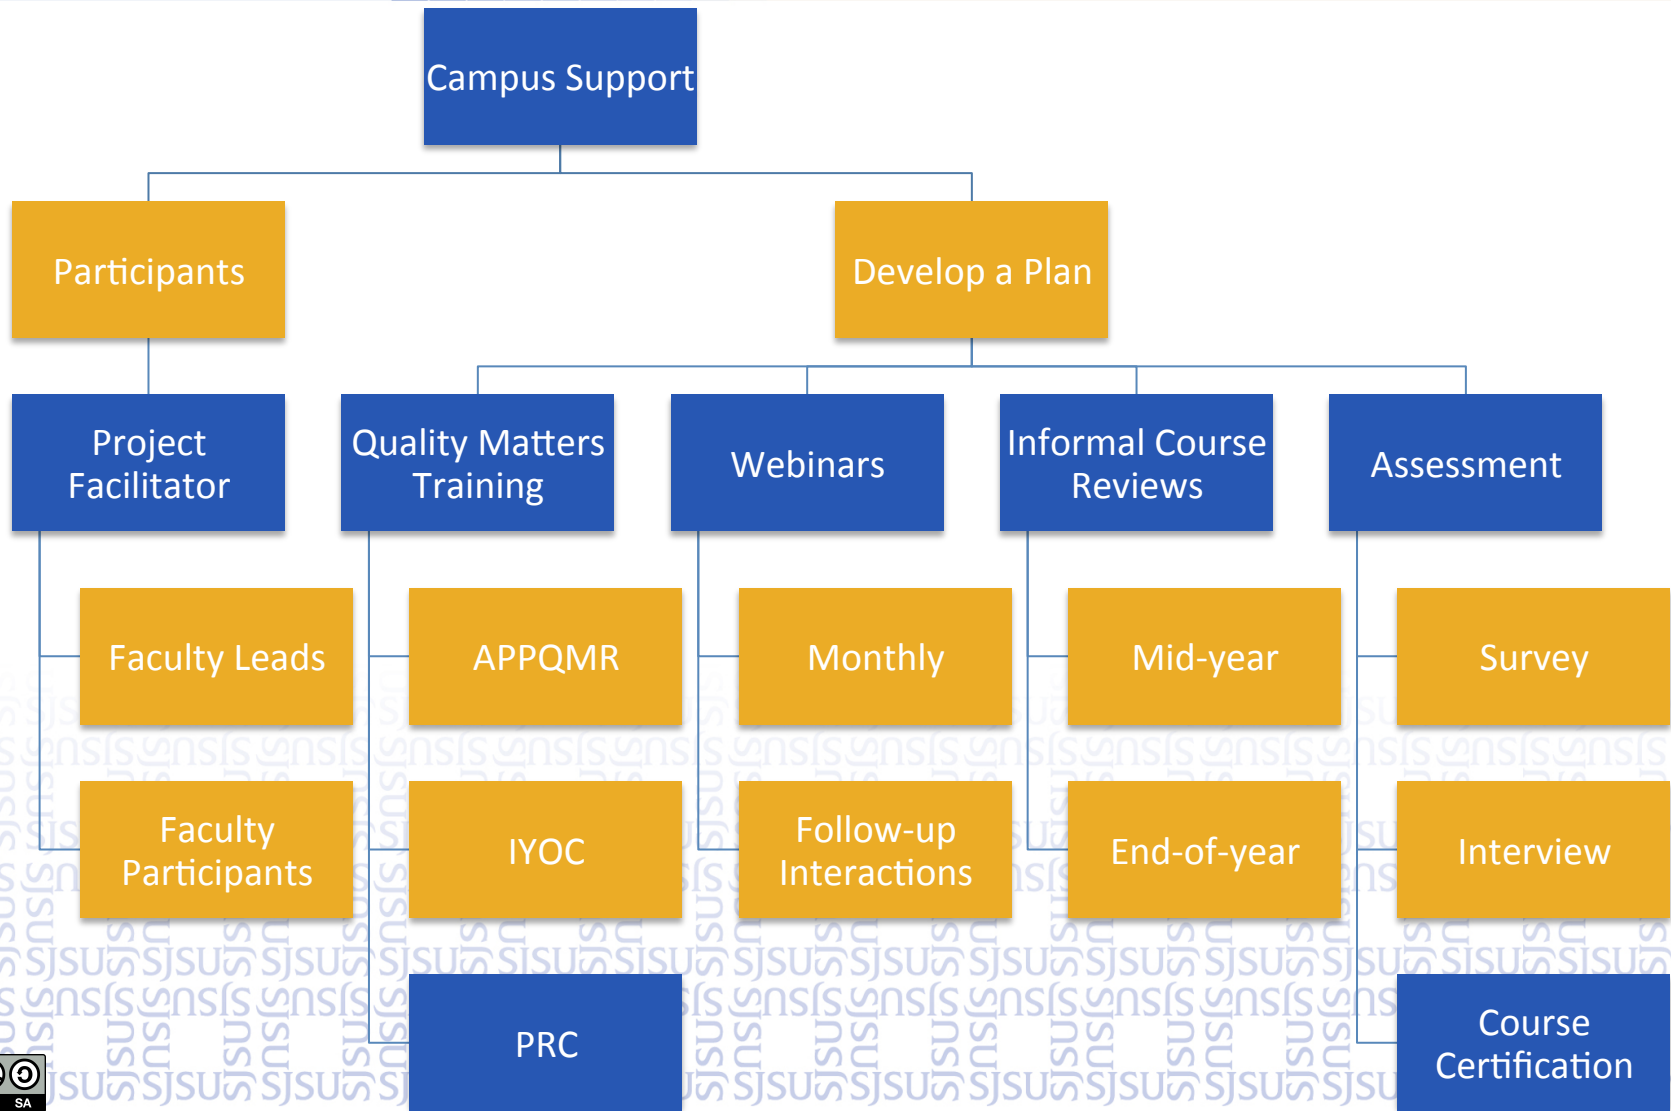 Campus Support
Participants
Develop a Plan
Project
Facilitator
Quality Matters
Training
Webinars
Informal Course
Reviews
Assessment
Faculty Leads
APPQMR
Monthly
Mid-year
Survey
Faculty
Participants
IYOC
Follow-up
Interactions
End-of-year
Interview
PRC
Course
Certification
SA